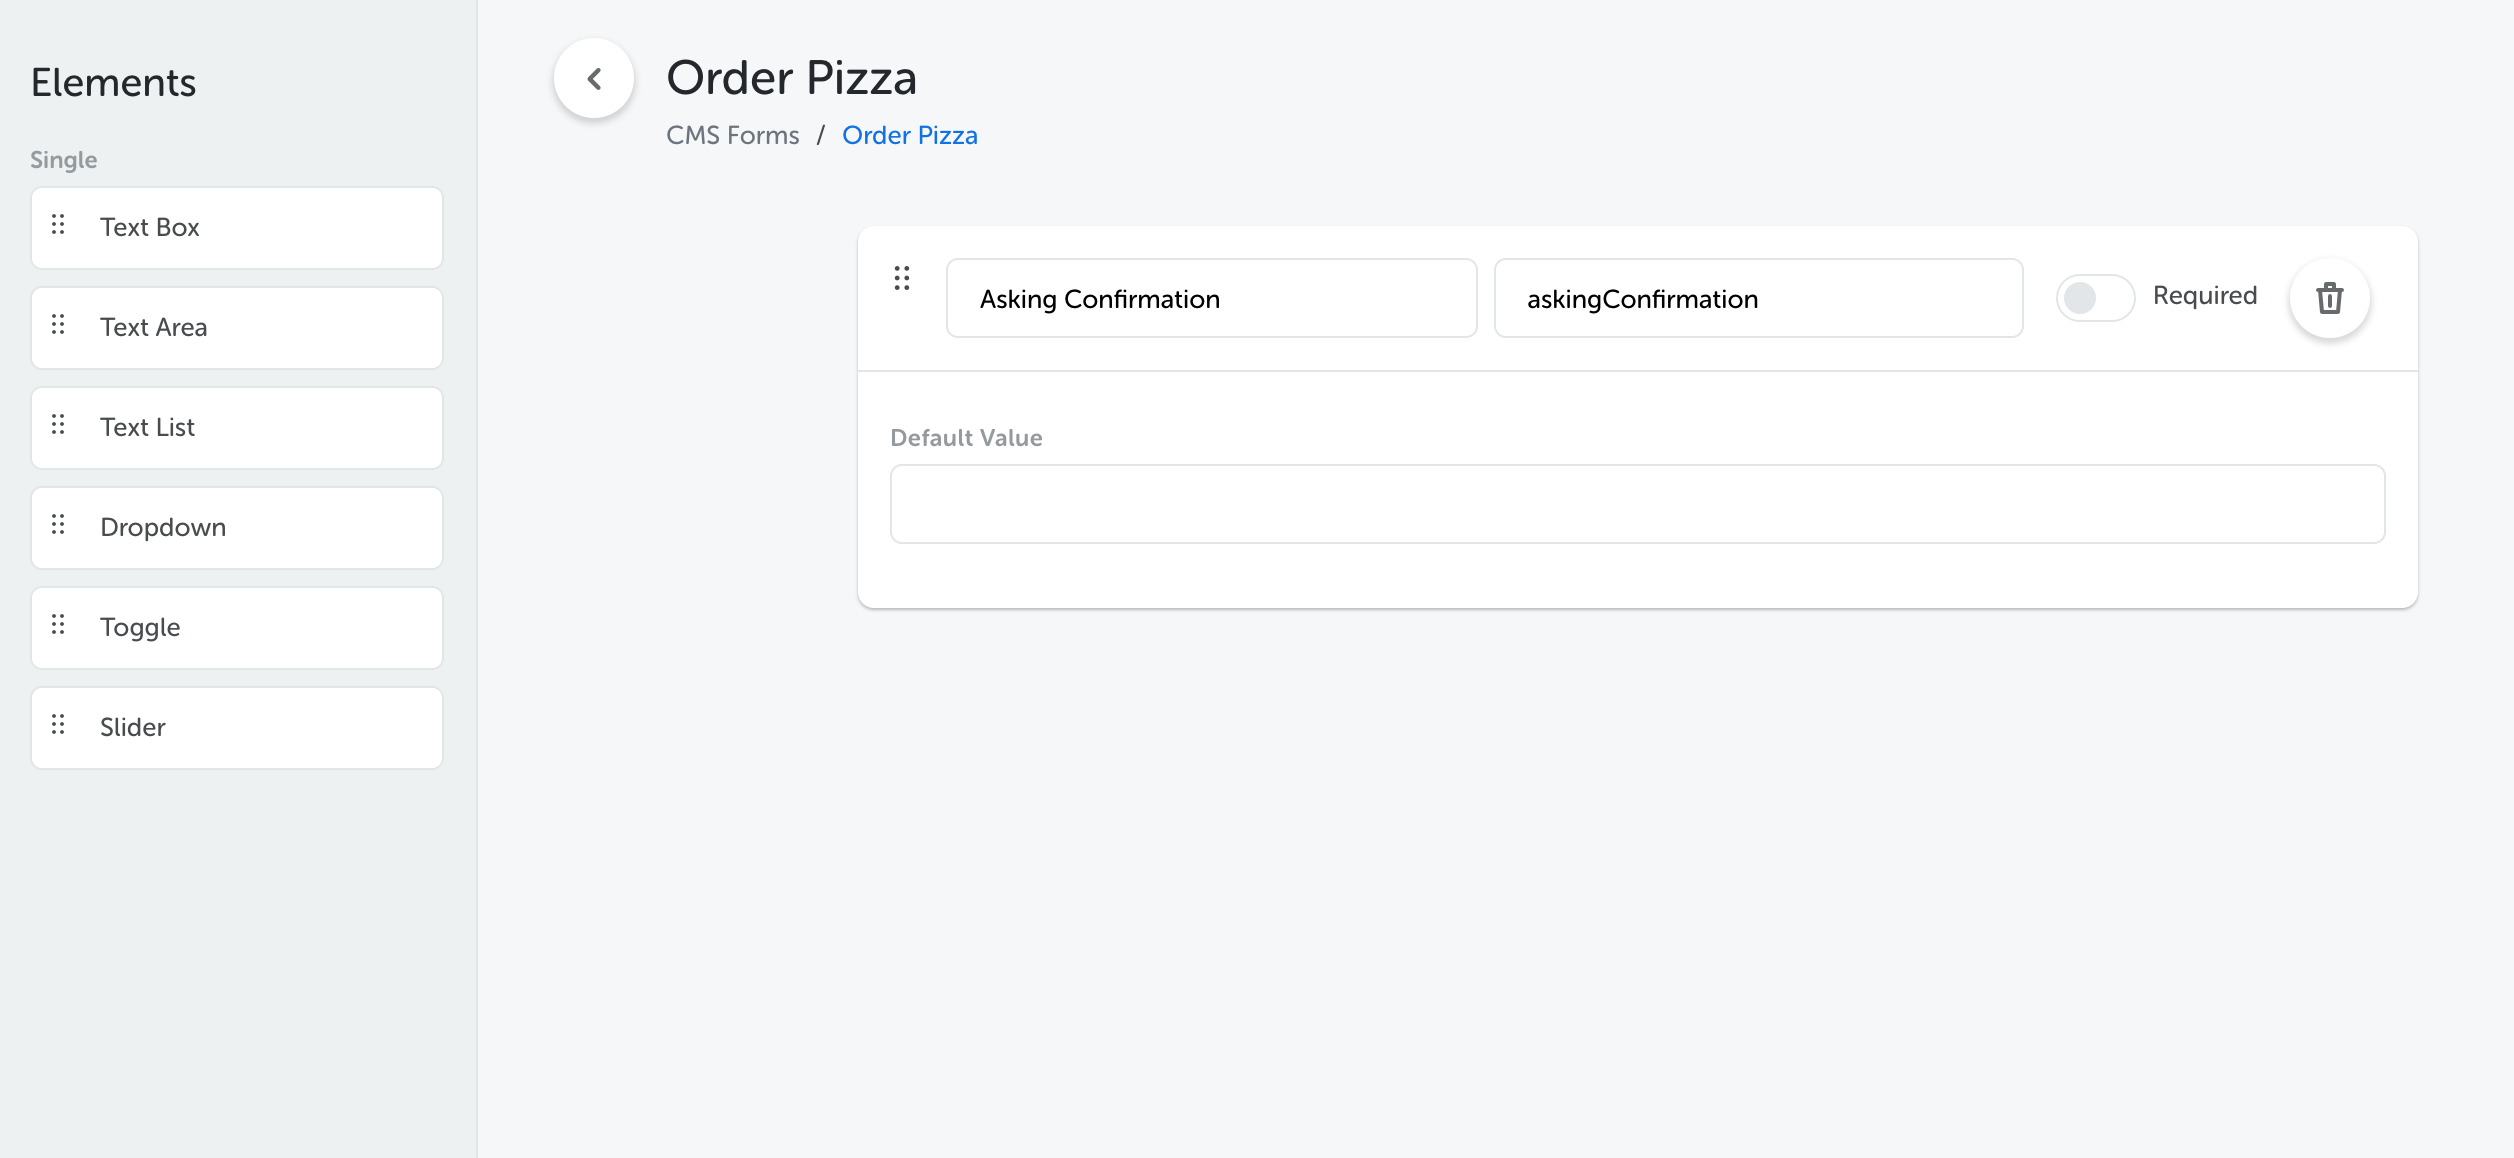 Elements
Single
Text Box
Text Area
Text List
Dropdown
Toggle
Slider
Order Pizza
CMS Forms / Order Pizza
Asking Confirmation
askingConfirmation
Required
Default Value